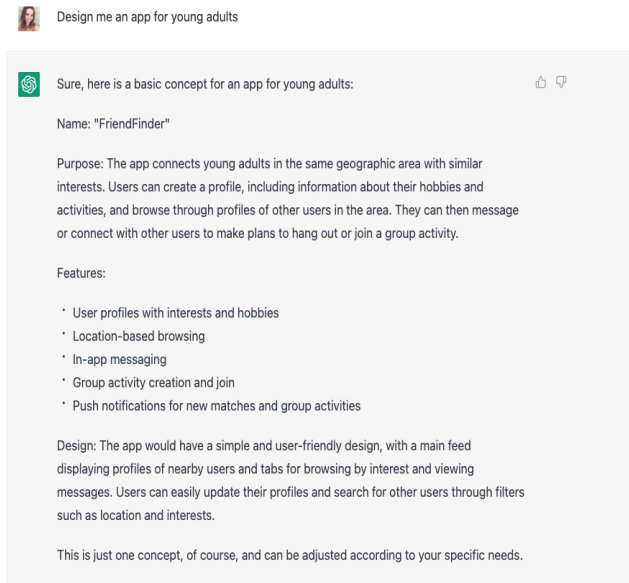 Design me an app for young adults
Sure, here is a basic concept for an app for young adults:
Name: "FriendFinder"
Purpose: The app connects young adults in the same geographic area with similar
interests. Users can create a profile, including information about their hobbies and
activities, and browse through profiles of other users in the area. They can then message
or connect with other users to make plans to hang out or join a group activity.
Features:
• User profiles with interests and hobbies
• Location-based browsing
• In-app messaging
• Group activity creation and join
• Push notifications for new matches and group activities
Design: The app would have a simple and user-friendly design, with a main feed
displaying profiles of nearby users and tabs for browsing by interest and viewing
messages. Users can easily update their profiles and search for other users through filters
such as location and interests.
This is just one concept, of course, and can be adjusted according to your specific needs.